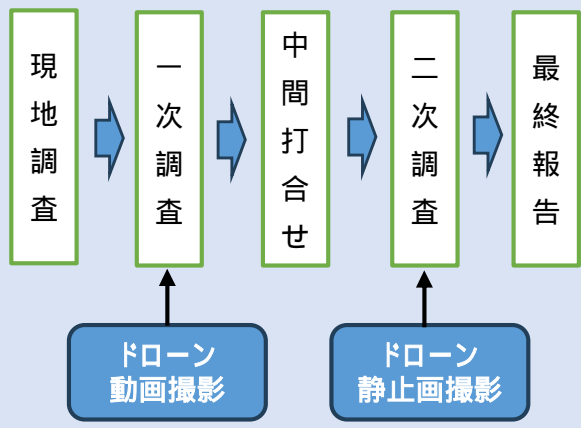 現地調査
一次調査
中間打合せ
二次調査
最終報告
ドローン
動画撮影
ドローン
静止画撮影